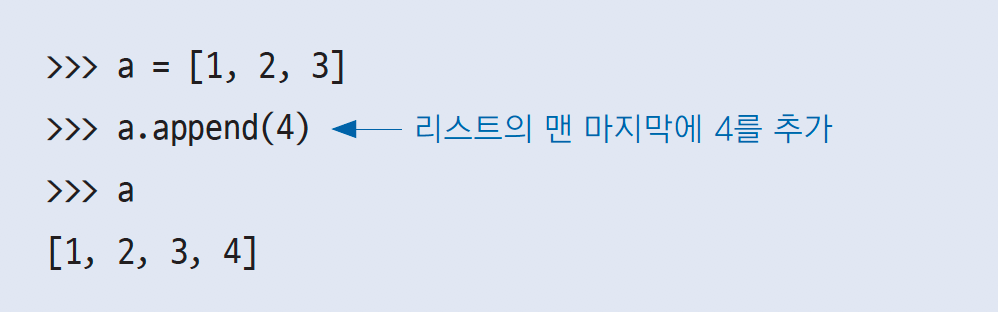 >>> a = [1, 2, 3]
>>> a.append(4) 리스트의 맨 마지막에 4를 추가
>>> a
[1, 2, 3, 4]